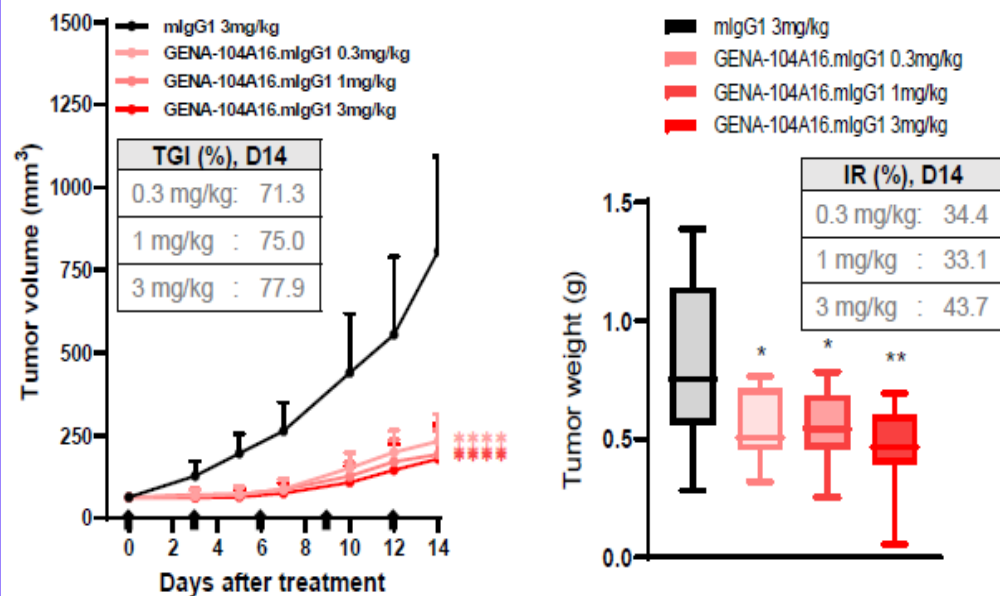 mIgG1 3mg/kg
GENA-104A16.mIgG1 0.3mg/kg
GENA-104A16.mIgG1 1mg/kg
GENA-104A16.mIgG1 3mg/kg
TGI (%), D14
0.3 mg/kg: 71.3
1 mg/kg : 75.0
3 mg/kg : 77.9
Tumor volume (mm³)
1500
1250
1000
750
500
250
0
****
****
****
0 2 4 6 8 10 12 14
Days after treatment
mIgG1 3mg/kg
GENA-104A16.mIgG1 0.3mg/kg
GENA-104A16.mIgG1 1mg/kg
GENA-104A16.mIgG1 3mg/kg
IR (%), D14
0.3 mg/kg: 34.4
1 mg/kg : 33.1
3 mg/kg : 43.7
Tumor weight (g)
1.5
1.0
0.5
0.0
* * **